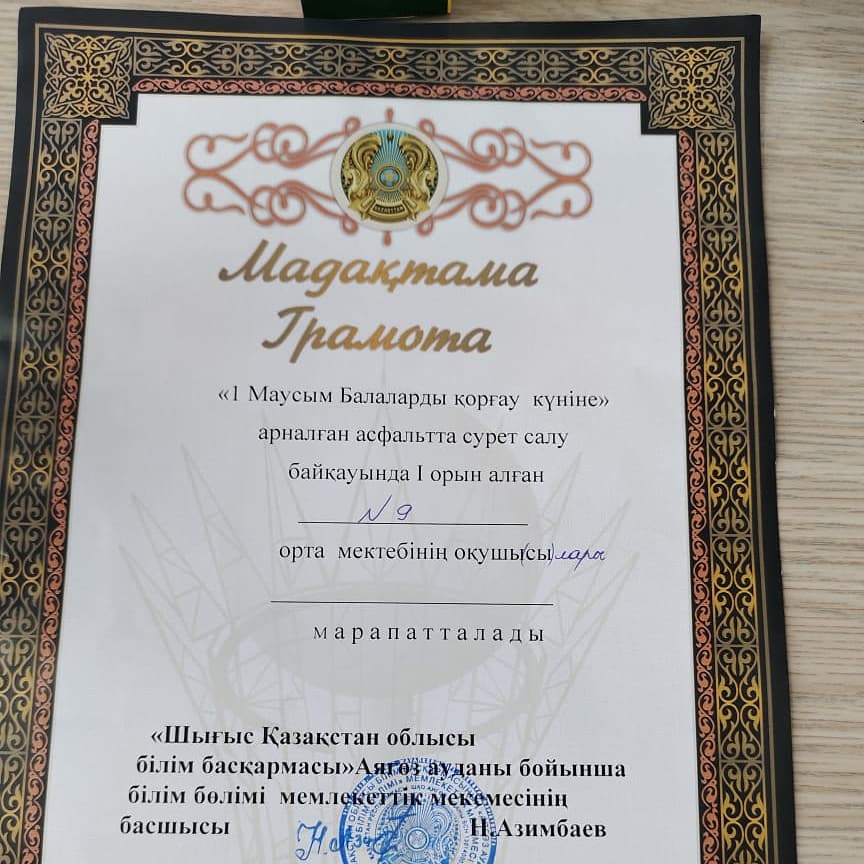 Мадақтама
Грамота
«1 Маусым Балаларды қорғау күніне»
арналған асфальтта сурет салу
байқауында I орын алған
N 9
орта мектебінің оқушы(сы)лары
марапатталады
«Шығыс Қазақстан облысы
білім басқармасы»Аягөз ауданы бойынша
білім бөлімі мемлекеттік мекемесінің
басшысы Н.Азимбаев